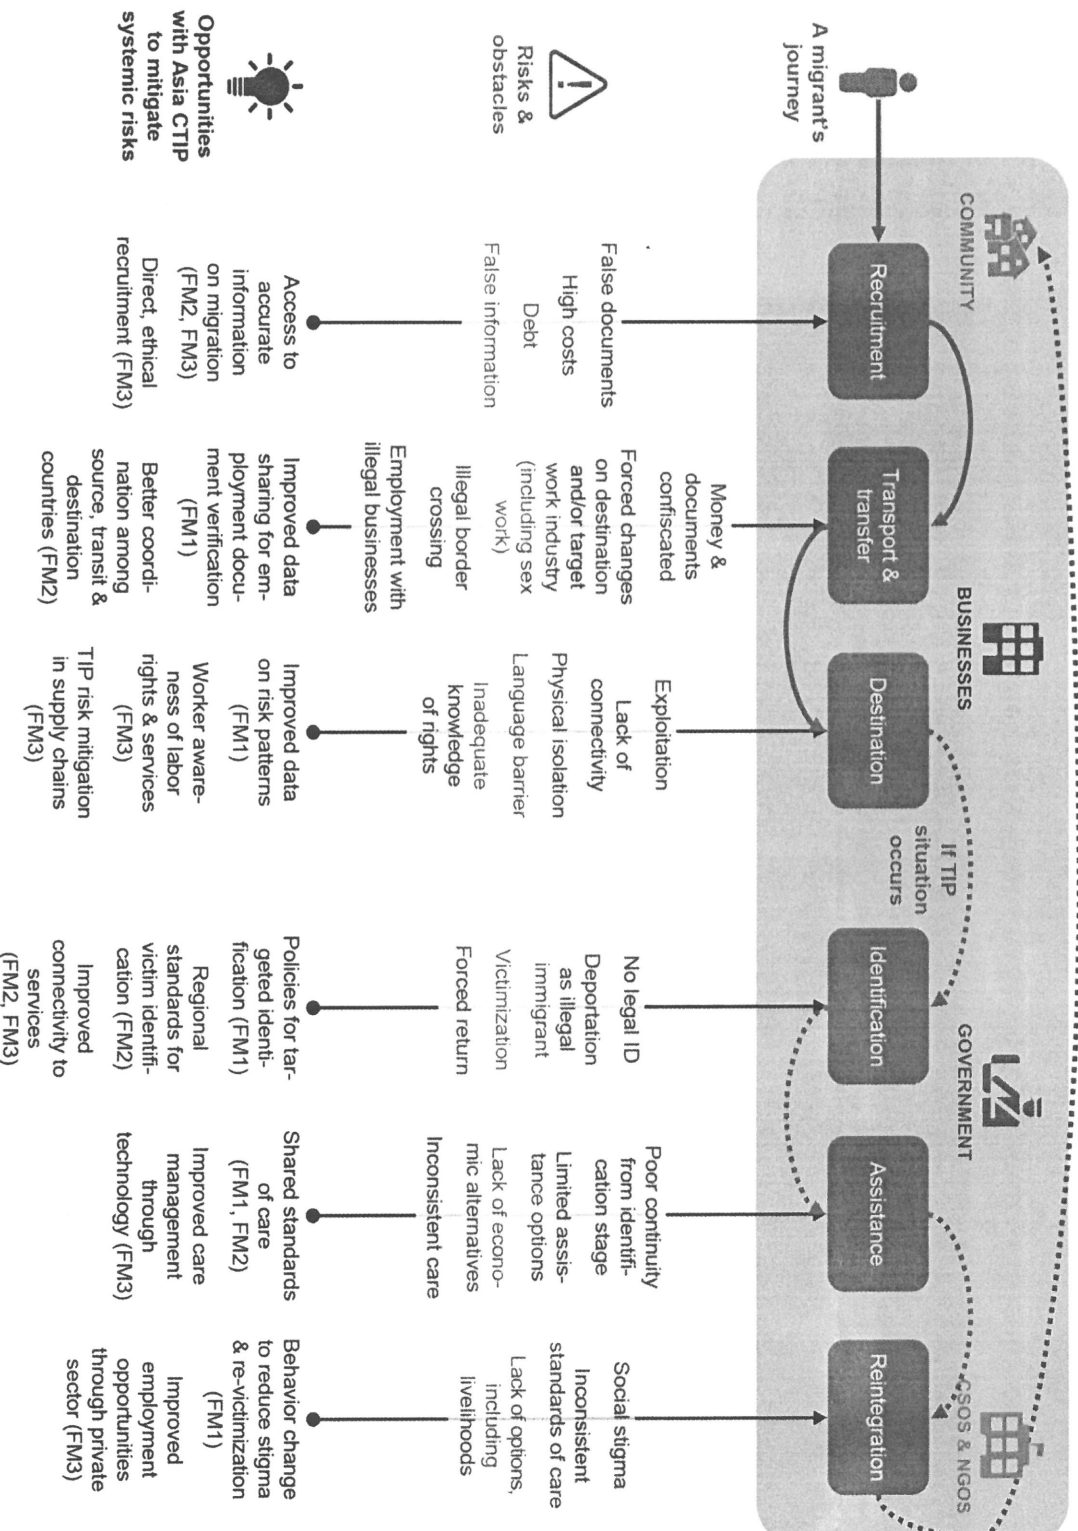 A migrant's
journey
COMMUNITY
BUSINESSES
GOVERNMENT
CSOS & NGOS
Recruitment
Transport &
transfer
Destination
If TIP
situation
occurs
Identification
Assistance
Reintegration
Risks &
obstacles
False documents
High costs
Debt
False information
Money &
documents
confiscated
Forced changes
on destination
and/or target
work industry
(including sex
work)
Illegal border
crossing
Employment with
illegal businesses
Exploitation
Lack of
connectivity
Physical isolation
Language barrier
Inadequate
knowledge
of rights
No legal ID
Deportation
as illegal
immigrant
Victimization
Forced return
Poor continuity
from identifi-
cation stage
Limited assis-
tance options
Lack of econo-
mic alternatives
Inconsistent care
Social stigma
Inconsistent
standards of care
Lack of options,
including
livelihoods
Opportunities
with Asia CTIP
to mitigate
systemic risks
Access to
accurate
information
on migration
(FM2, FM3)
Direct, ethical
recruitment (FM3)
Improved data
sharing for em-
ployment docu-
ment verification
(FM1)
Better coordi-
nation among
source, transit &
destination
countries (FM2)
Improved data
on risk patterns
(FM1)
Worker aware-
ness of labor
rights & services
(FM3)
TIP risk mitigation
in supply chains
(FM3)
Policies for tar-
geted identi-
fication (FM1)
Regional
standards for
victim identifi-
cation (FM2)
Improved
connectivity to
services
(FM2, FM3)
Shared standards
of care
(FM1, FM2)
Improved care
management
through
technology (FM3)
Behavior change
to reduce stigma
& re-victimization
(FM1)
Improved
employment
opportunities
through private
sector (FM3)